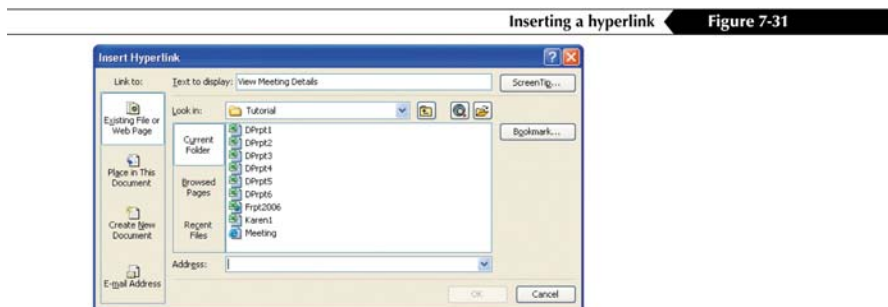 Inserting a hyperlink
Figure 7-31
Insert Hyperlink
Link to:
Text to display: View Meeting Details
ScreenTip...
Existing File or
Web Page
Look in:
Tutorial
Bookmark...
Current
Folder
DPrpt1
DPrpt2
DPrpt3
DPrpt4
DPrpt5
DPrpt6
Frpt2006
Karen1
Meeting
Place in This
Document
Browsed
Pages
Create New
Document
Recent
Files
E-mail Address
Address:
OK
Cancel